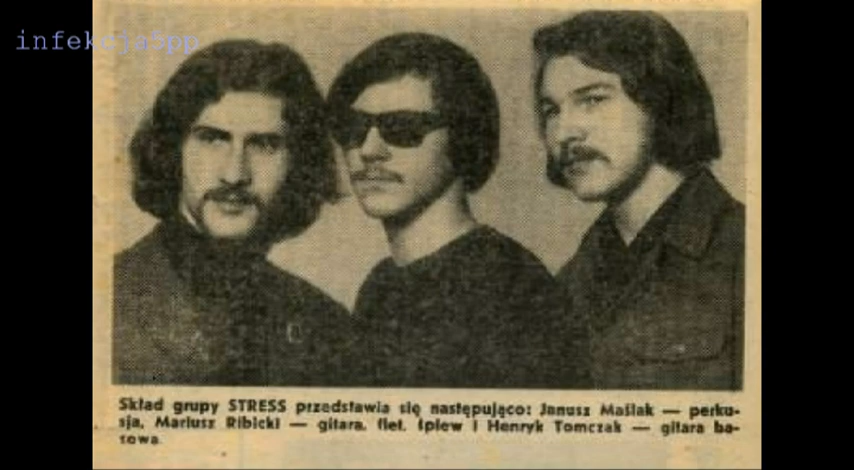 infekcja5pp
Skład grupy STRESS przedstawia się następująco: Janusz Maślak — perku-
sja, Mariusz Ribicki — gitara, flet, śpiew i Henryk Tomczak — gitara ba-
sowa.